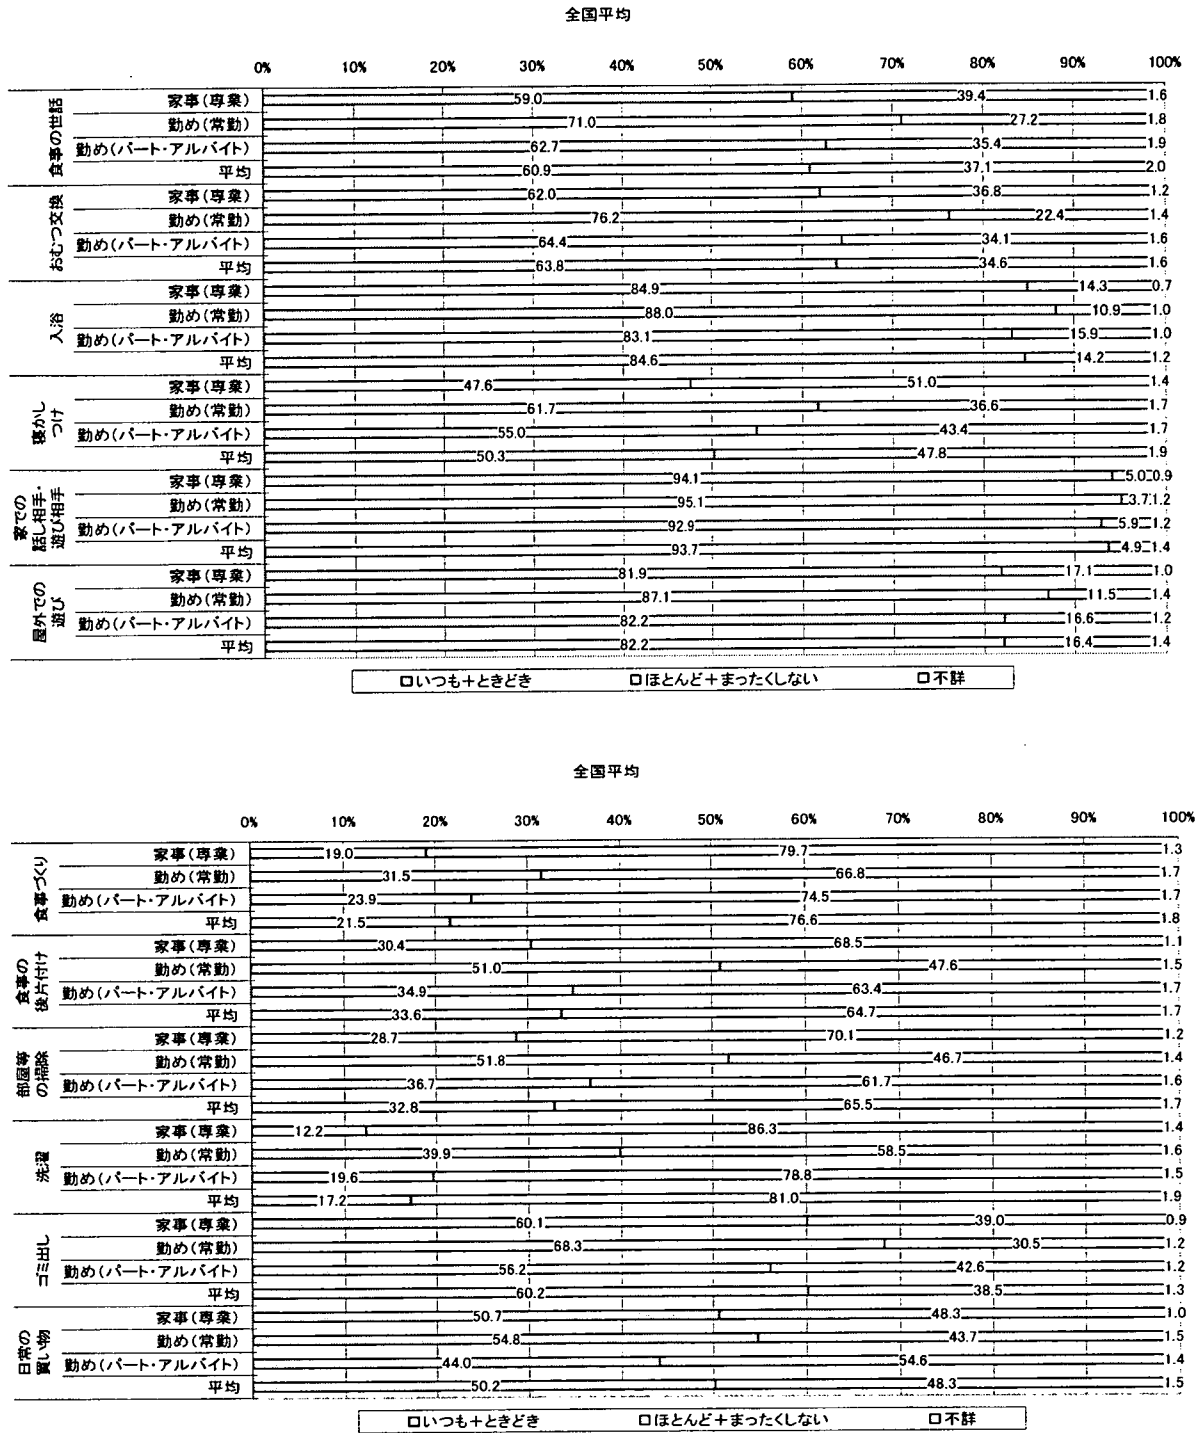 全国平均
0% 10% 20% 30% 40% 50% 60% 70% 80% 90% 100%
食事の世話
家事(専業) 59.0 39.4 1.6
勤め(常勤) 71.0 27.2 1.8
勤め(パート・アルバイト) 62.7 35.4 1.9
平均 60.9 37.1 2.0
おむつ交換
家事(専業) 62.0 36.8 1.2
勤め(常勤) 76.2 22.4 1.4
勤め(パート・アルバイト) 64.4 34.1 1.6
平均 63.8 34.6 1.6
入浴
家事(専業) 84.9 14.3 0.7
勤め(常勤) 88.0 10.9 1.0
勤め(パート・アルバイト) 83.1 15.9 1.0
平均 84.6 14.2 1.2
寝かし
つけ
家事(専業) 47.6 51.0 1.4
勤め(常勤) 61.7 36.6 1.7
勤め(パート・アルバイト) 55.0 43.4 1.7
平均 50.3 47.8 1.9
家での
話し相手・
遊び相手
家事(専業) 94.1 5.0 0.9
勤め(常勤) 95.1 3.7 1.2
勤め(パート・アルバイト) 92.9 5.9 1.2
平均 93.7 4.9 1.4
屋外での
遊び
家事(専業) 81.9 17.1 1.0
勤め(常勤) 87.1 11.5 1.4
勤め(パート・アルバイト) 82.2 16.6 1.2
平均 82.2 16.4 1.4
□いつも+ときどき □ほとんど+まったくしない □不詳
全国平均
0% 10% 20% 30% 40% 50% 60% 70% 80% 90% 100%
食事づくり
家事(専業) 19.0 79.7 1.3
勤め(常勤) 31.5 66.8 1.7
勤め(パート・アルバイト) 23.9 74.5 1.7
平均 21.5 76.6 1.8
食事の
後片付け
家事(専業) 30.4 68.5 1.1
勤め(常勤) 51.0 47.6 1.5
勤め(パート・アルバイト) 34.9 63.4 1.7
平均 33.6 64.7 1.7
部屋等
の掃除
家事(専業) 28.7 70.1 1.2
勤め(常勤) 51.8 46.7 1.4
勤め(パート・アルバイト) 36.7 61.7 1.6
平均 32.8 65.5 1.7
洗濯
家事(専業) 12.2 86.3 1.4
勤め(常勤) 39.9 58.5 1.6
勤め(パート・アルバイト) 19.6 78.8 1.5
平均 17.2 81.0 1.9
ゴミ出し
家事(専業) 60.1 39.0 0.9
勤め(常勤) 68.3 30.5 1.2
勤め(パート・アルバイト) 56.2 42.6 1.2
平均 60.2 38.5 1.3
日常の
買い物
家事(専業) 50.7 48.3 1.0
勤め(常勤) 54.8 43.7 1.5
勤め(パート・アルバイト) 44.0 54.6 1.4
平均 50.2 48.3 1.5
□いつも+ときどき □ほとんど+まったくしない □不詳